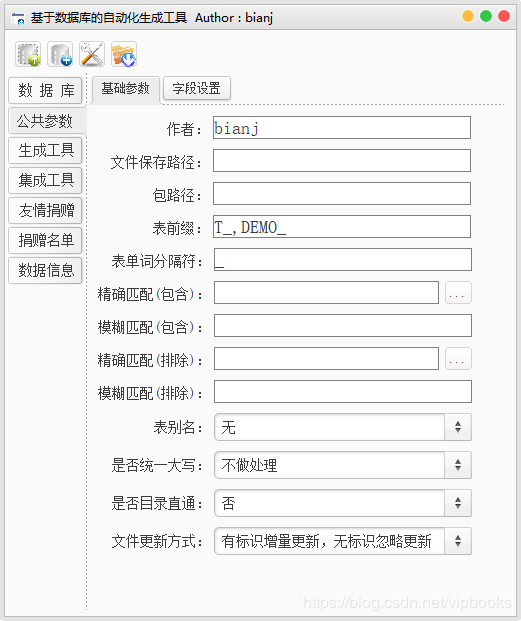 基于数据库的自动化生成工具 Author : bianj
数 据 库
公共参数
生成工具
集成工具
友情捐赠
捐赠名单
数据信息
基础参数 字段设置
作者： bianj
文件保存路径：
包路径：
表前缀： T_,DEMO_
表单词分隔符： _
精确匹配(包含)： ...
模糊匹配(包含)：
精确匹配(排除)： ...
模糊匹配(排除)：
表别名： 无
是否统一大写： 不做处理
是否目录直通： 否
文件更新方式： 有标识增量更新，无标识忽略更新
https://blog.csdn.net/vipbooks